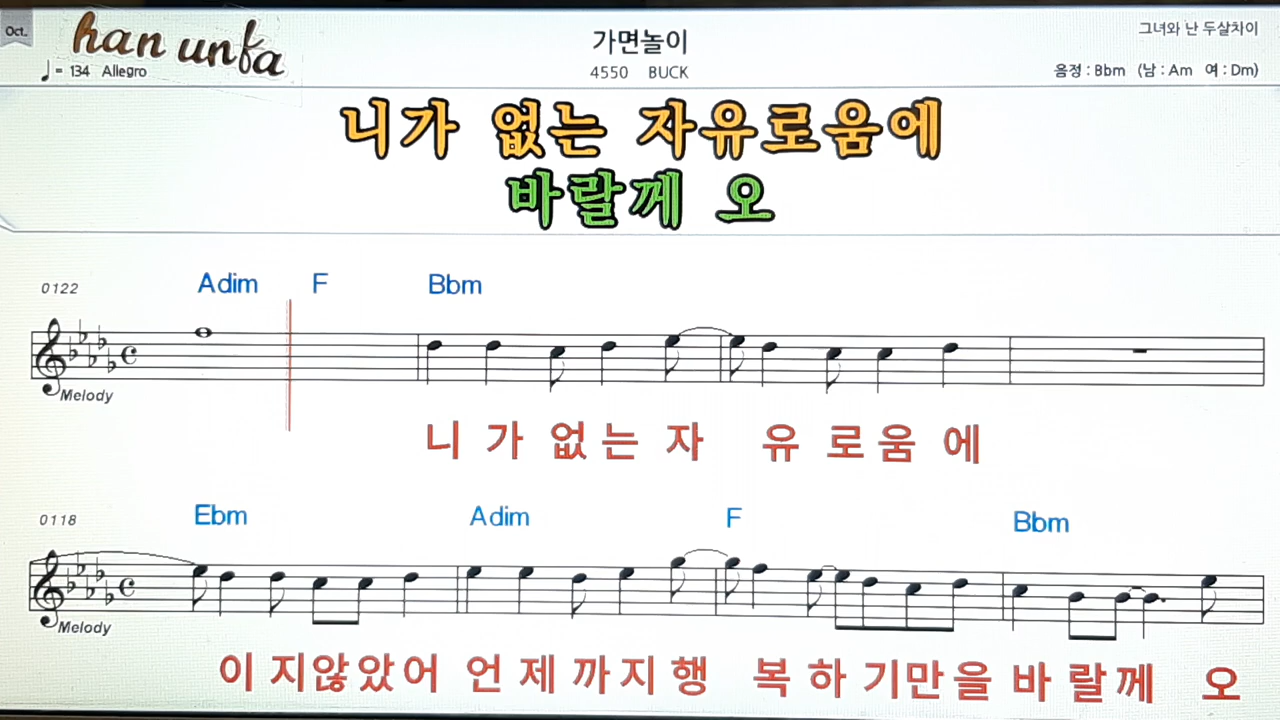 Oct.
han unfa
♩= 134 Allegro
가면놀이
4550 BUCK
그녀와 난 두살차이
음정 : Bbm (남 : Am 여 : Dm)
니가 없는 자유로움에
바랄께 오
0122
Adim F Bbm
Melody
니 가 없 는 자 유 로 움 에
0118
Ebm Adim F Bbm
Melody
이 지않았어 언 제 까 지 행 복 하 기만 을 바 랄 께 오